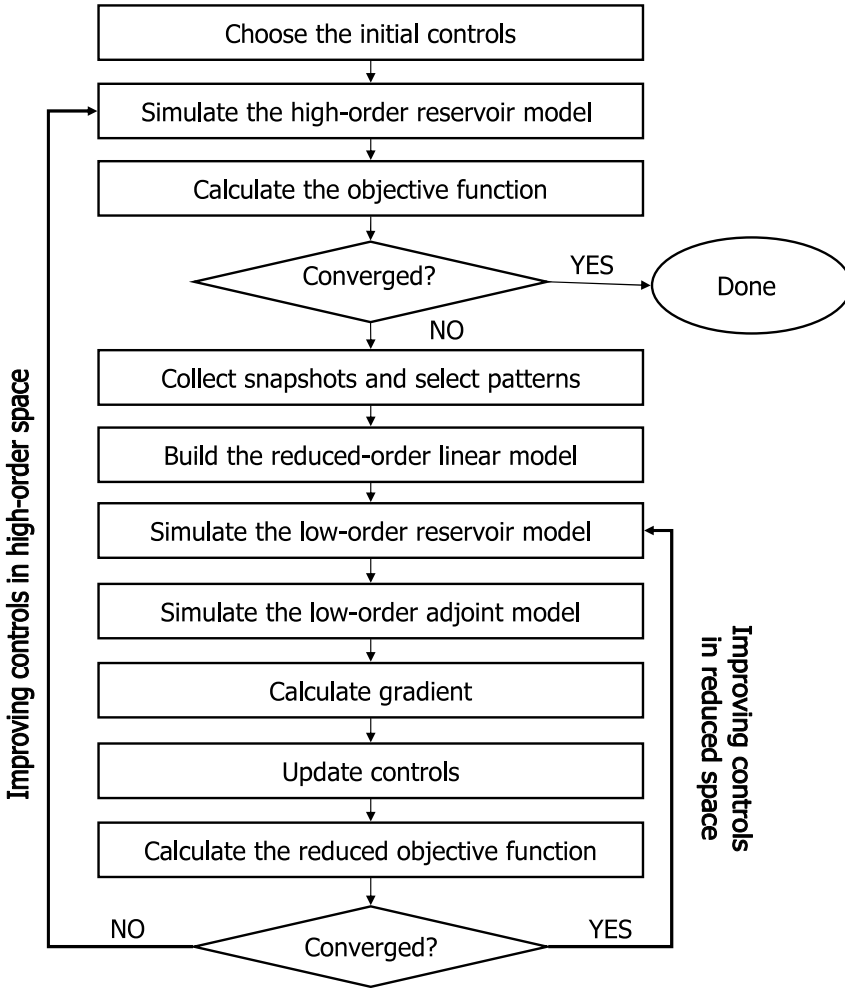 Choose the initial controls
Simulate the high-order reservoir model
Calculate the objective function
Converged?
YES
Done
NO
Collect snapshots and select patterns
Build the reduced-order linear model
Simulate the low-order reservoir model
Simulate the low-order adjoint model
Calculate gradient
Update controls
Calculate the reduced objective function
NO
Converged?
YES
Improving controls in high-order space
Improving controls
in reduced space